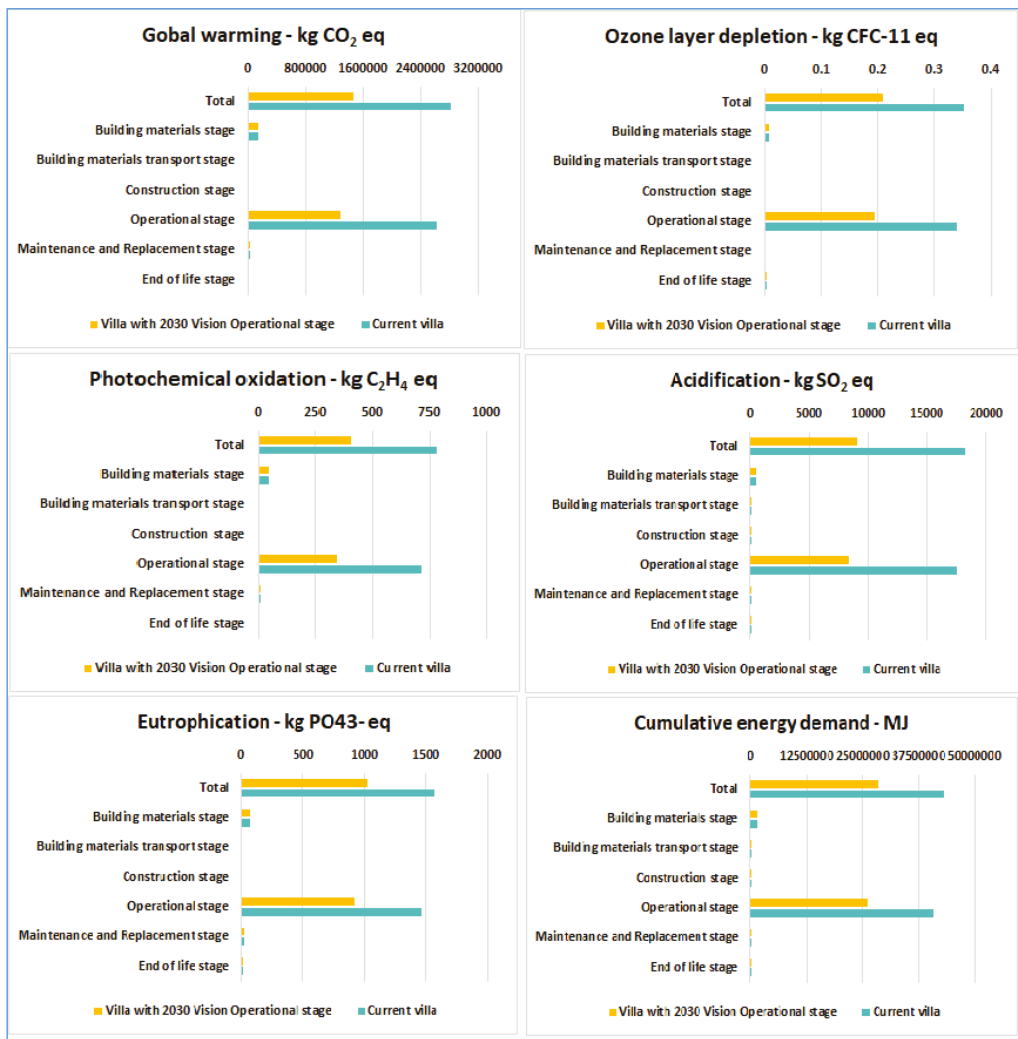 Gobal warming - kg CO₂ eq
0 800000 1600000 2400000 3200000
Total
Building materials stage
Building materials transport stage
Construction stage
Operational stage
Maintenance and Replacement stage
End of life stage
Villa with 2030 Vision Operational stage Current villa
Ozone layer depletion - kg CFC-11 eq
0 0.1 0.2 0.3 0.4
Total
Building materials stage
Building materials transport stage
Construction stage
Operational stage
Maintenance and Replacement stage
End of life stage
Villa with 2030 Vision Operational stage Current villa
Photochemical oxidation - kg C₂H₄ eq
0 250 500 750 1000
Total
Building materials stage
Building materials transport stage
Construction stage
Operational stage
Maintenance and Replacement stage
End of life stage
Villa with 2030 Vision Operational stage Current villa
Acidification - kg SO₂ eq
0 5000 10000 15000 20000
Total
Building materials stage
Building materials transport stage
Construction stage
Operational stage
Maintenance and Replacement stage
End of life stage
Villa with 2030 Vision Operational stage Current villa
Eutrophication - kg PO43- eq
0 500 1000 1500 2000
Total
Building materials stage
Building materials transport stage
Construction stage
Operational stage
Maintenance and Replacement stage
End of life stage
Villa with 2030 Vision Operational stage Current villa
Cumulative energy demand - MJ
0 12500000 25000000 37500000 50000000
Total
Building materials stage
Building materials transport stage
Construction stage
Operational stage
Maintenance and Replacement stage
End of life stage
Villa with 2030 Vision Operational stage Current villa